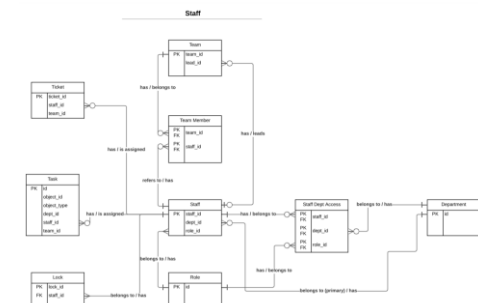 Staff
Team
PK team_id
lead_id
has / belongs to
Ticket
PK ticket_id
staff_id
team_id
Team Member
PK
FK team_id
PK
FK staff_id
has / leads
has / is assigned
refers to / has
Task
PK id
object_id
object_type
dept_id
staff_id
team_id
has / is assigned
Staff
PK staff_id
dept_id
role_id
has / belongs to
Staff Dept Access
PK
FK staff_id
PK
FK dept_id
PK
FK role_id
belongs to / has
Department
PK id
belongs to / has
has / belongs to
Lock
PK lock_id
staff_id
belongs to / has
Role
PK id
belongs to (primary) / has